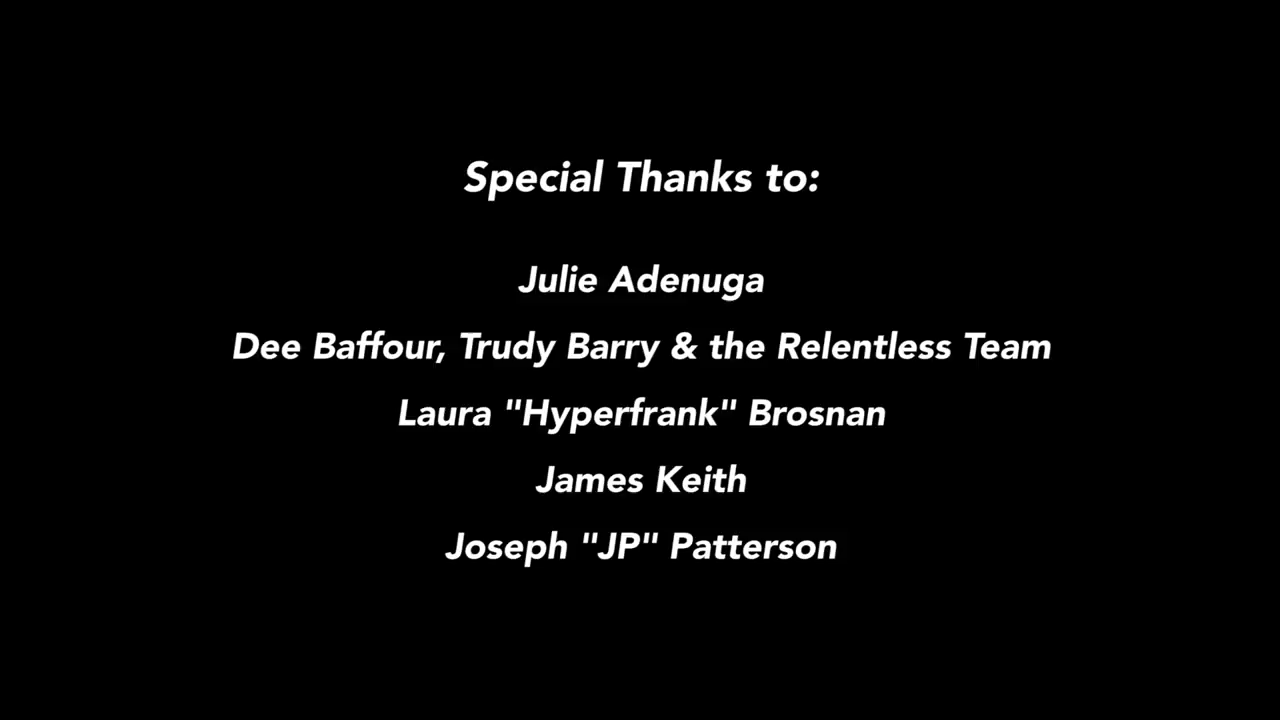 Special Thanks to:
Julie Adenuga
Dee Baffour, Trudy Barry & the Relentless Team
Laura "Hyperfrank" Brosnan
James Keith
Joseph "JP" Patterson